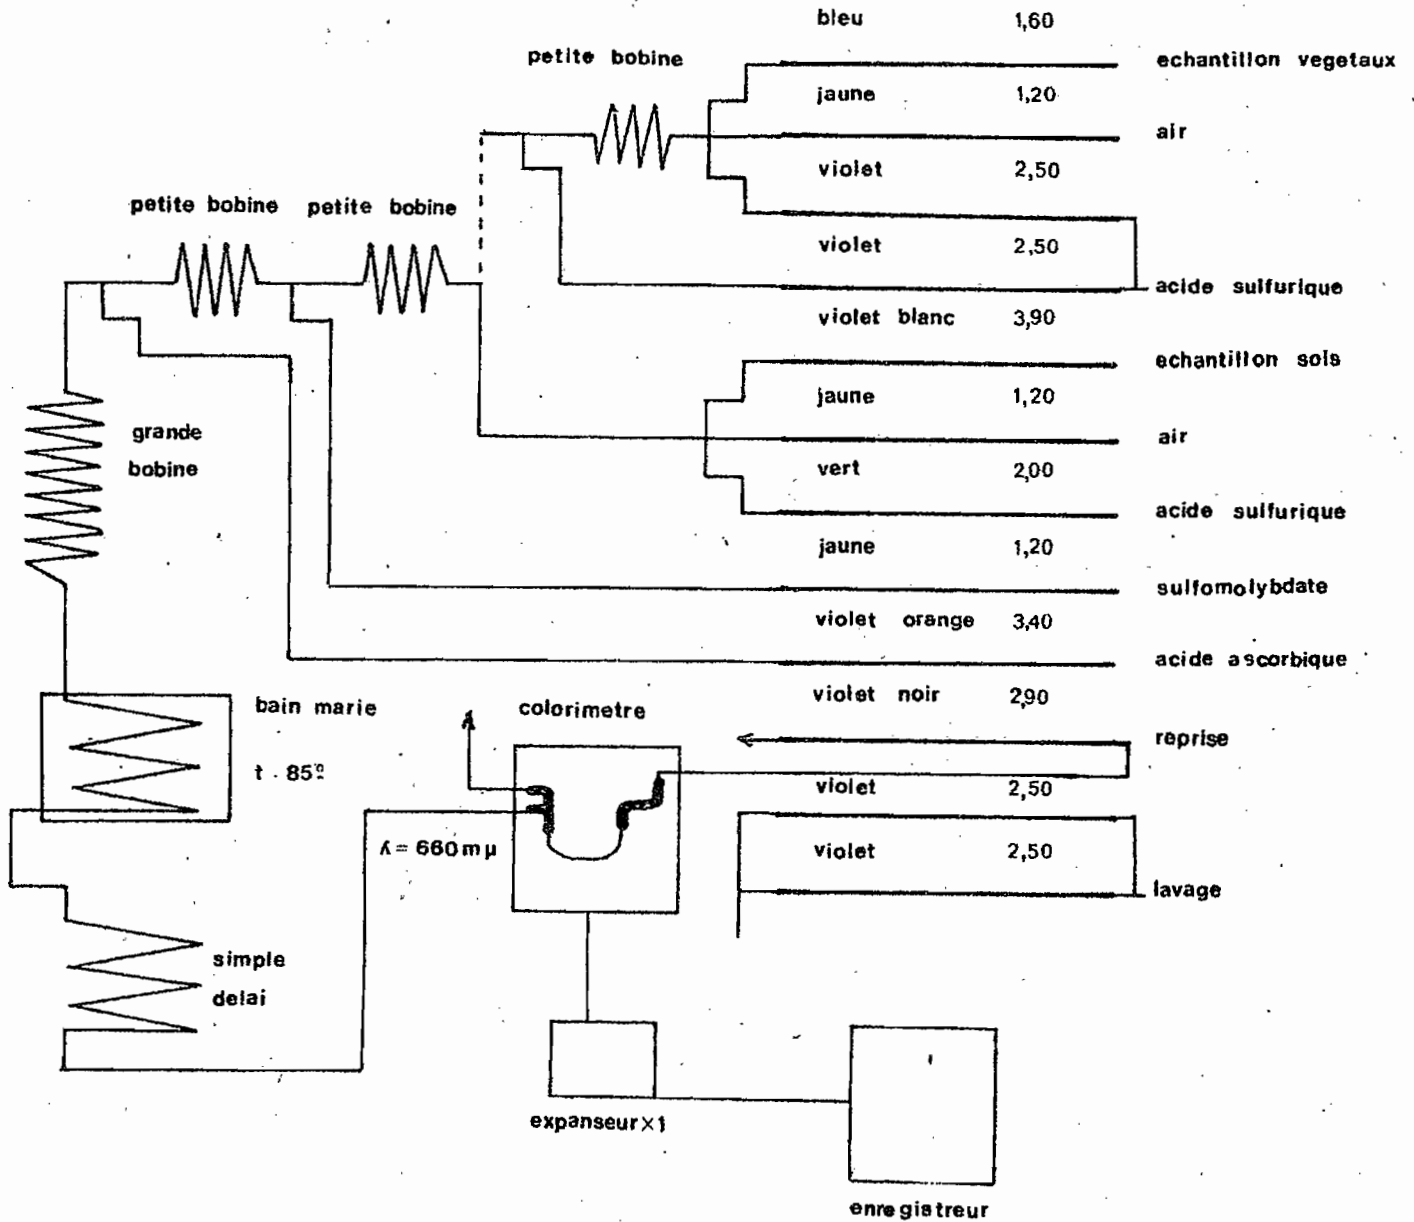 bleu 1,60
petite bobine
echantillon vegetaux
jaune 1,20
air
violet 2,50
petite bobine petite bobine
violet 2,50
acide sulfurique
violet blanc 3,90
echantillon sols
jaune 1,20
grande
air
bobine
vert 2,00
acide sulfurique
jaune 1,20
sulfomolybdate
violet orange 3,40
acide ascorbique
violet noir 2,90
bain marie
colorimetre
reprise
t . 85°
violet 2,50
λ = 660 mμ
violet 2,50
lavage
simple
delai
expanseur×1
enregistreur